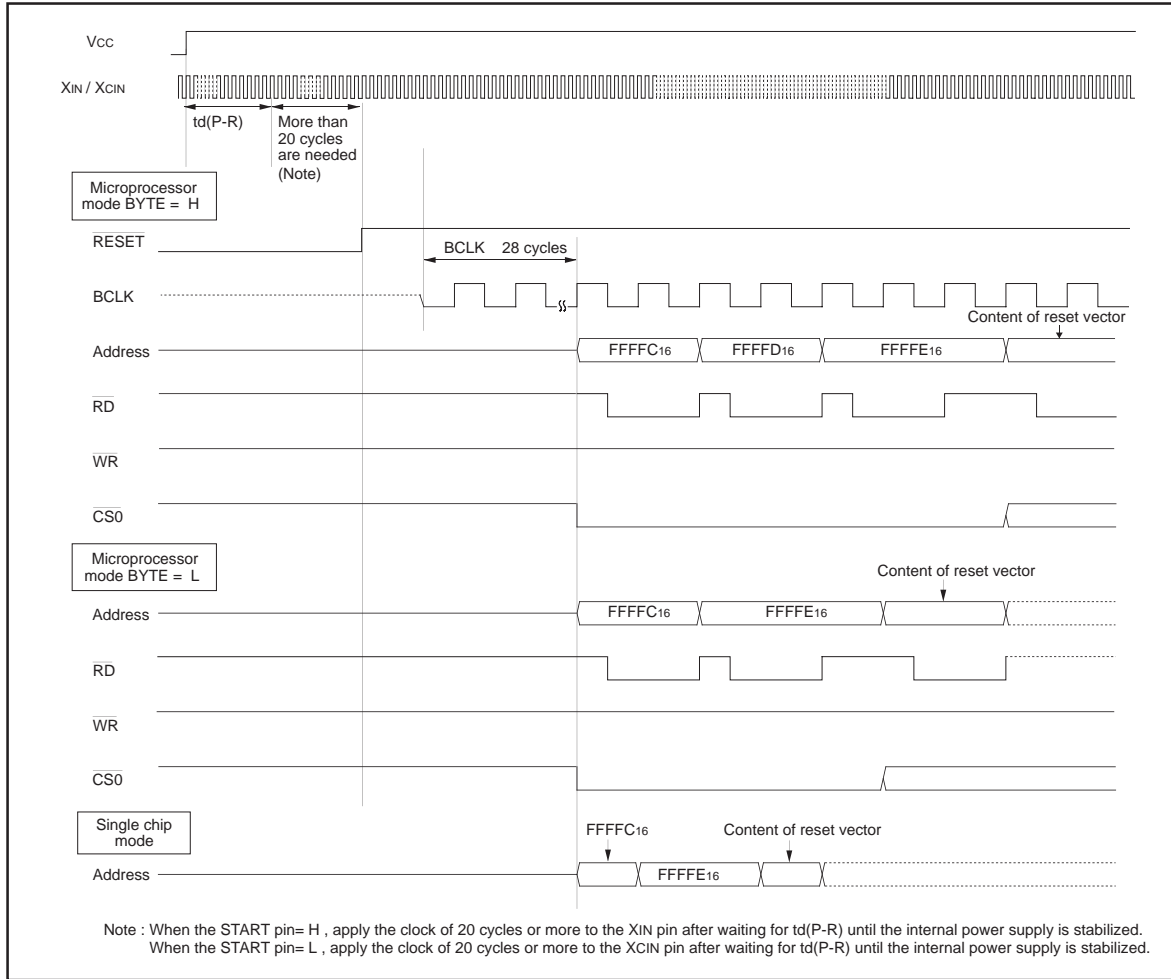 VCC
XIN / XCIN
td(P-R)
More than
20 cycles
are needed
(Note)
Microprocessor
mode BYTE = H
RESET
BCLK 28 cycles
BCLK
Content of reset vector
Address
FFFFC16
FFFFD16
FFFFE16
RD
WR
CS0
Microprocessor
mode BYTE = L
Content of reset vector
Address
FFFFC16
FFFFE16
RD
WR
CS0
Single chip
mode
FFFFC16
Content of reset vector
Address
FFFFE16
Note : When the START pin= H , apply the clock of 20 cycles or more to the XIN pin after waiting for td(P-R) until the internal power supply is stabilized.
When the START pin= L , apply the clock of 20 cycles or more to the XCIN pin after waiting for td(P-R) until the internal power supply is stabilized.